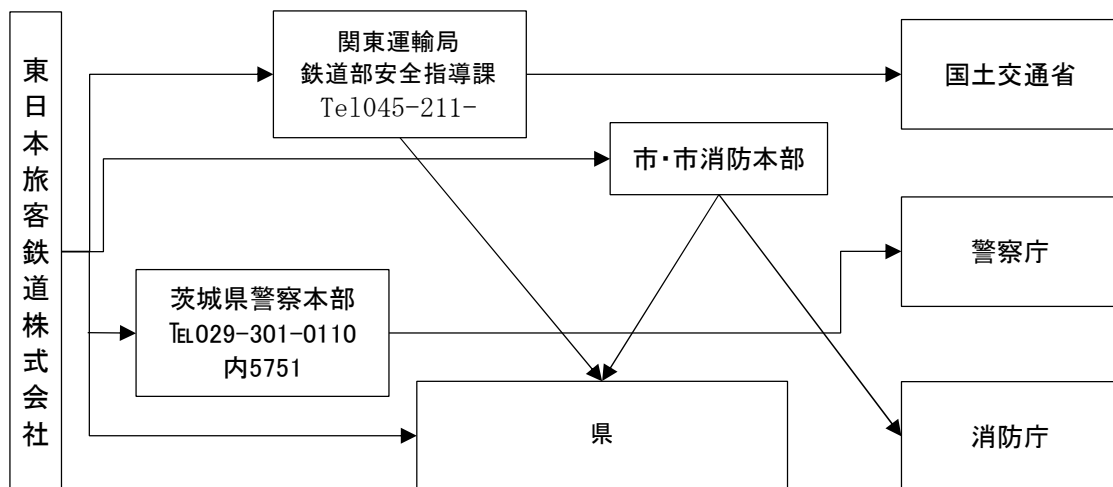 東日本旅客鉄道株式会社
関東運輸局
鉄道部安全指導課
Tel045-211-
国土交通省
市・市消防本部
警察庁
茨城県警察本部
℡029-301-0110
内5751
県
消防庁